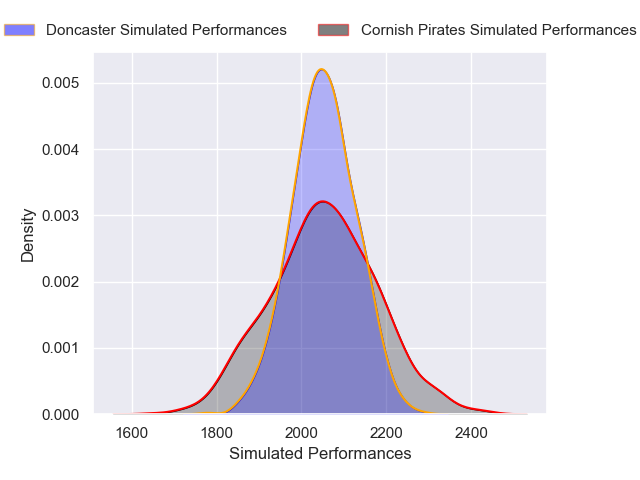 Doncaster Simulated Performances Cornish Pirates Simulated Performances
0.005
0.004
0.003
0.002
0.001
0.000
Density
1600 1800 2000 2200 2400
Simulated Performances